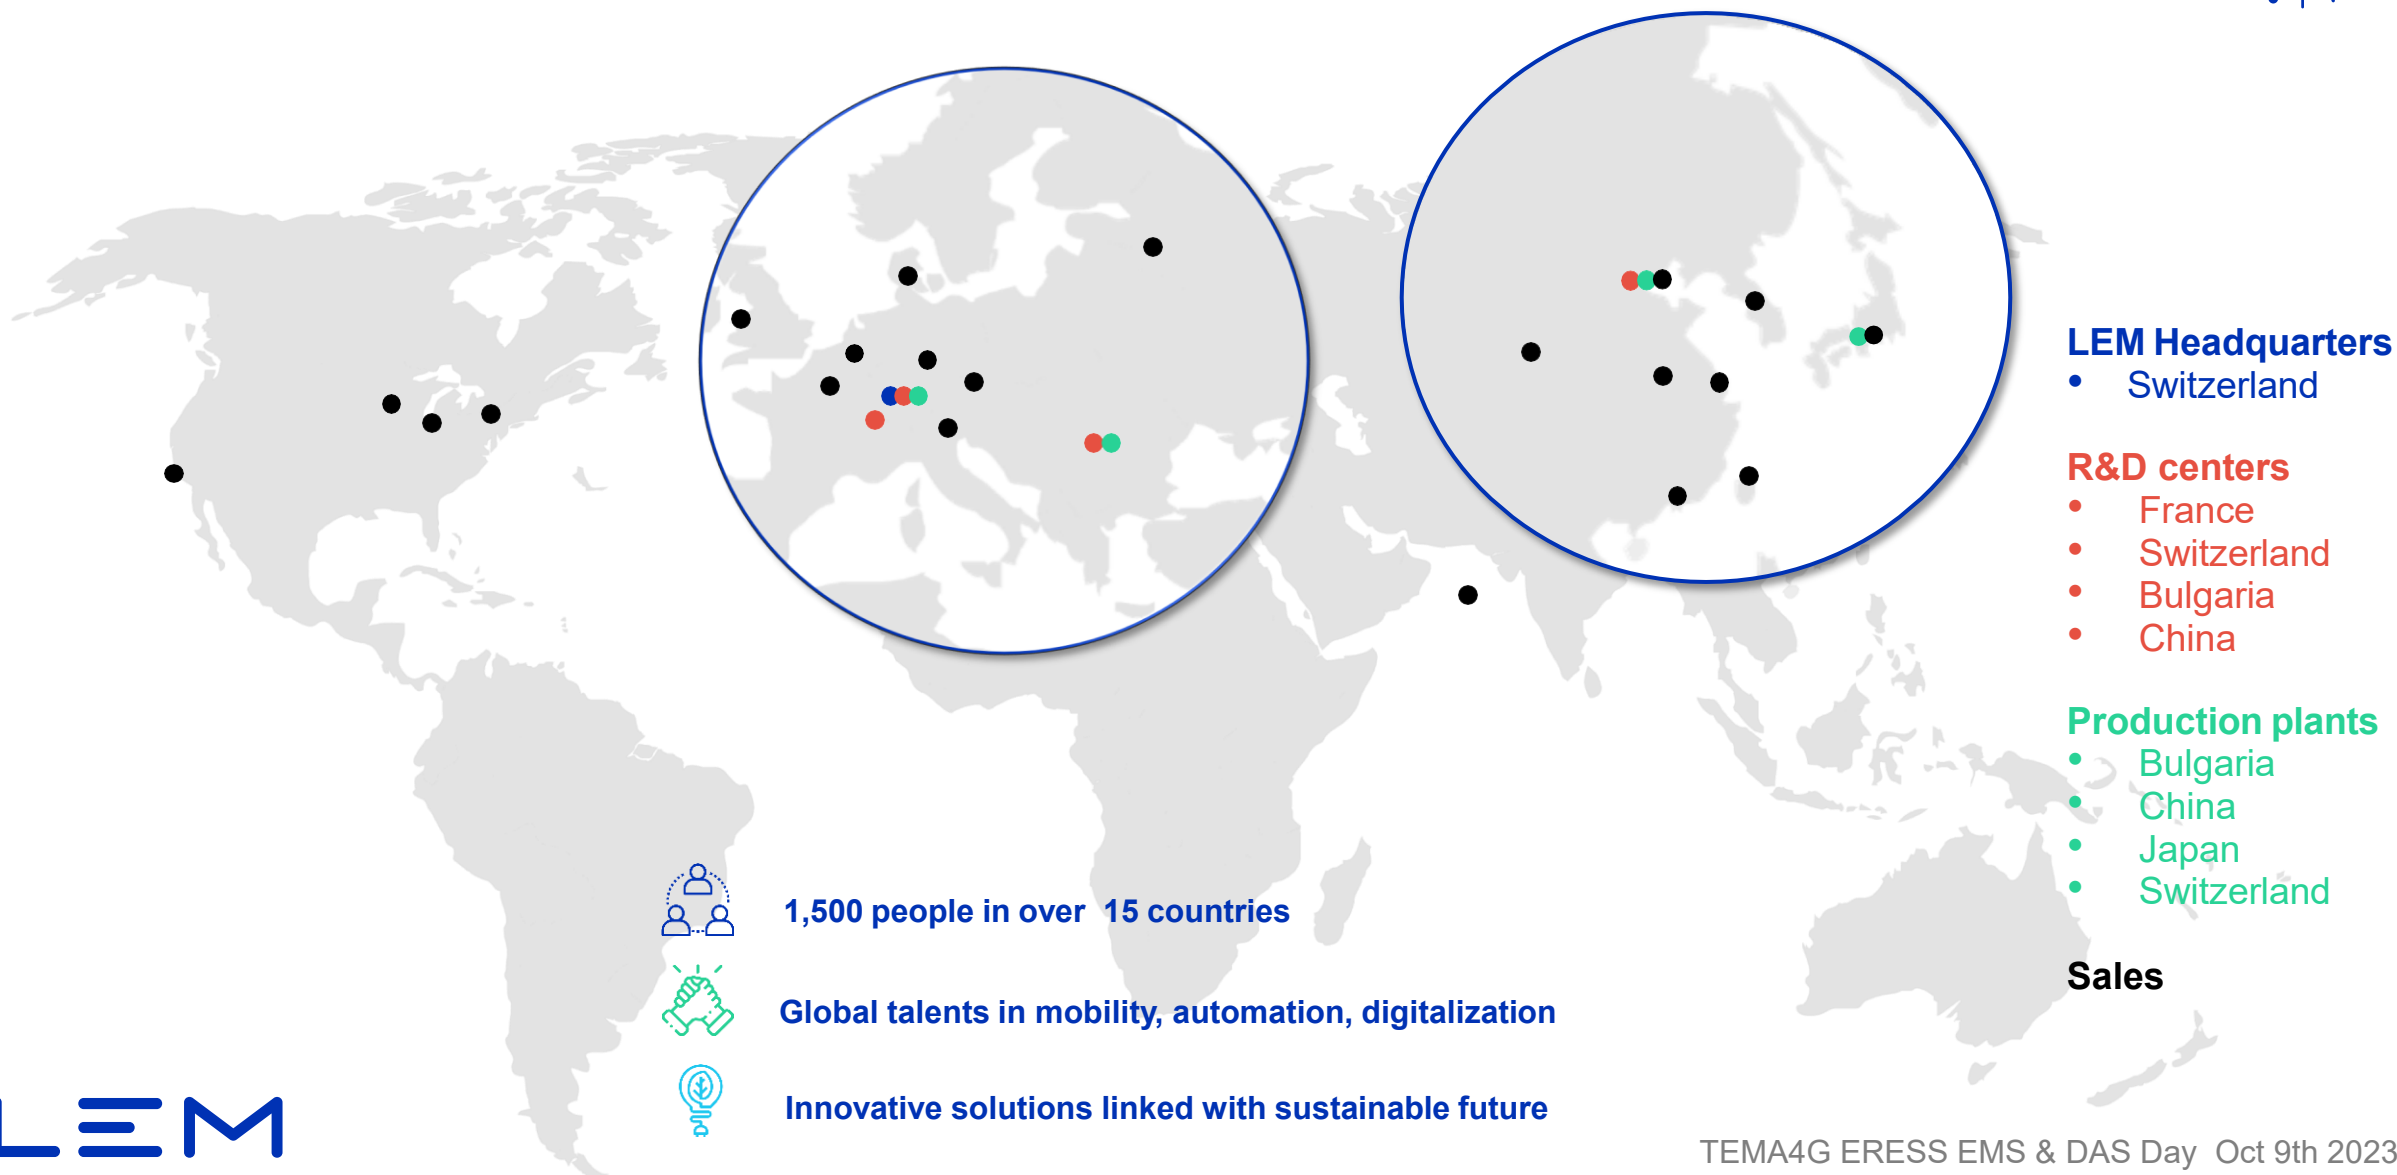 LEM Headquarters
• Switzerland
R&D centers
• France
• Switzerland
• Bulgaria
• China
Production plants
• Bulgaria
• China
• Japan
• Switzerland
Sales
1,500 people in over  15 countries
Global talents in mobility, automation, digitalization
Innovative solutions linked with sustainable future
LEM
TEMA4G ERESS EMS & DAS Day  Oct 9th 2023